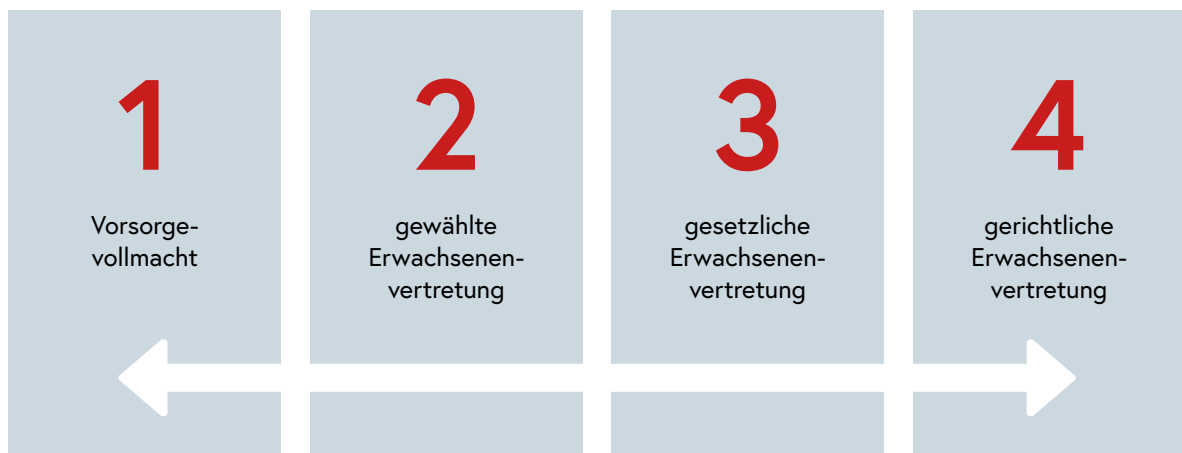 1
Vorsorge-
vollmacht
2
gewählte
Erwachsenen-
vertretung
3
gesetzliche
Erwachsenen-
vertretung
4
gerichtliche
Erwachsenen-
vertretung